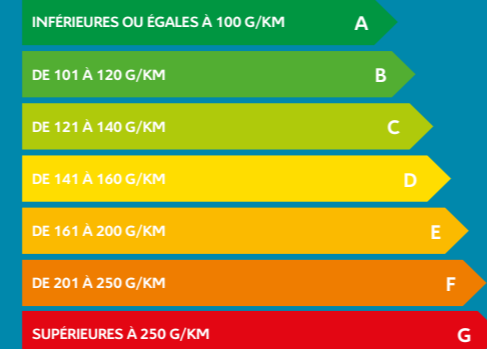 INFÉRIEURES OU ÉGALES À 100 G/KM A
DE 101 À 120 G/KM B
DE 121 À 140 G/KM C
DE 141 À 160 G/KM D
DE 161 À 200 G/KM E
DE 201 À 250 G/KM F
SUPÉRIEURES À 250 G/KM G